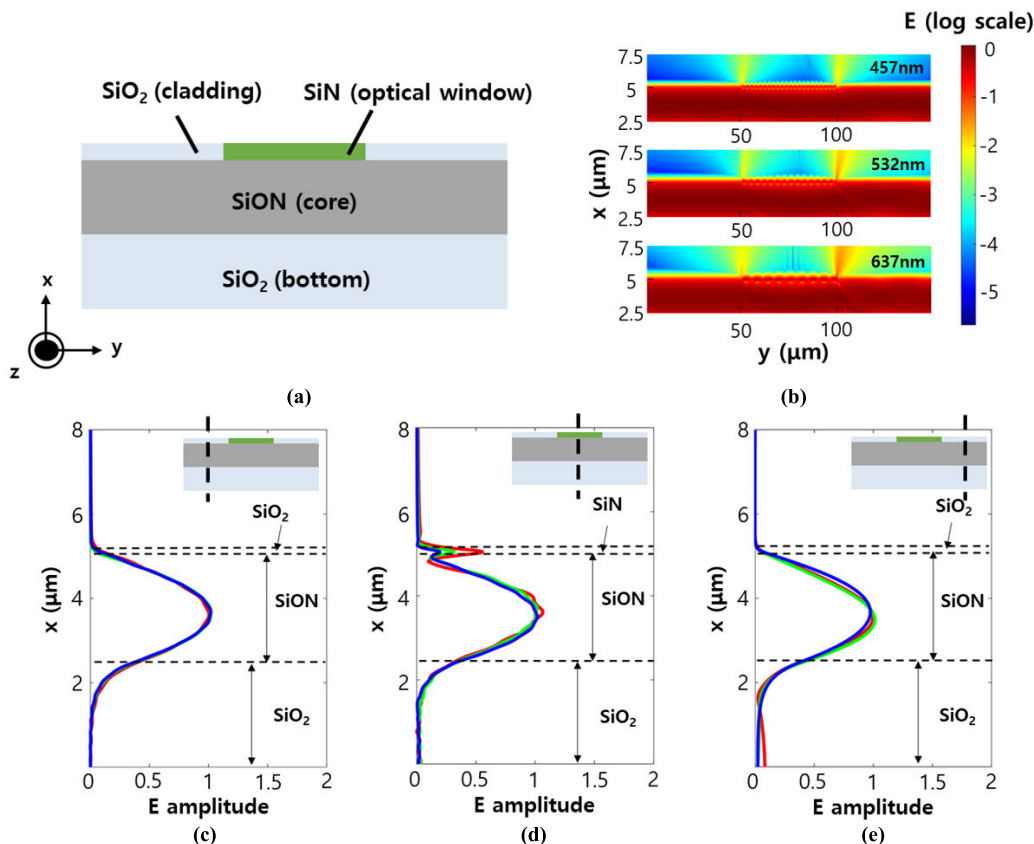 SiO₂ (cladding)
SiN (optical window)
SiON (core)
SiO₂ (bottom)
x
y
z
(a)
E (log scale)
7.5
5
2.5
457nm
50
100
7.5
5
2.5
532nm
50
100
7.5
5
2.5
637nm
50
100
x (μm)
y (μm)
0
-1
-2
-3
-4
-5
(b)
8
6
4
2
x (μm)
SiO₂
SiON
SiO₂
0
0.5
1
1.5
2
E amplitude
(c)
8
6
4
2
x (μm)
SiN
SiON
SiO₂
0
0.5
1
1.5
2
E amplitude
(d)
8
6
4
2
x (μm)
SiO₂
SiON
SiO₂
0
0.5
1
1.5
2
E amplitude
(e)